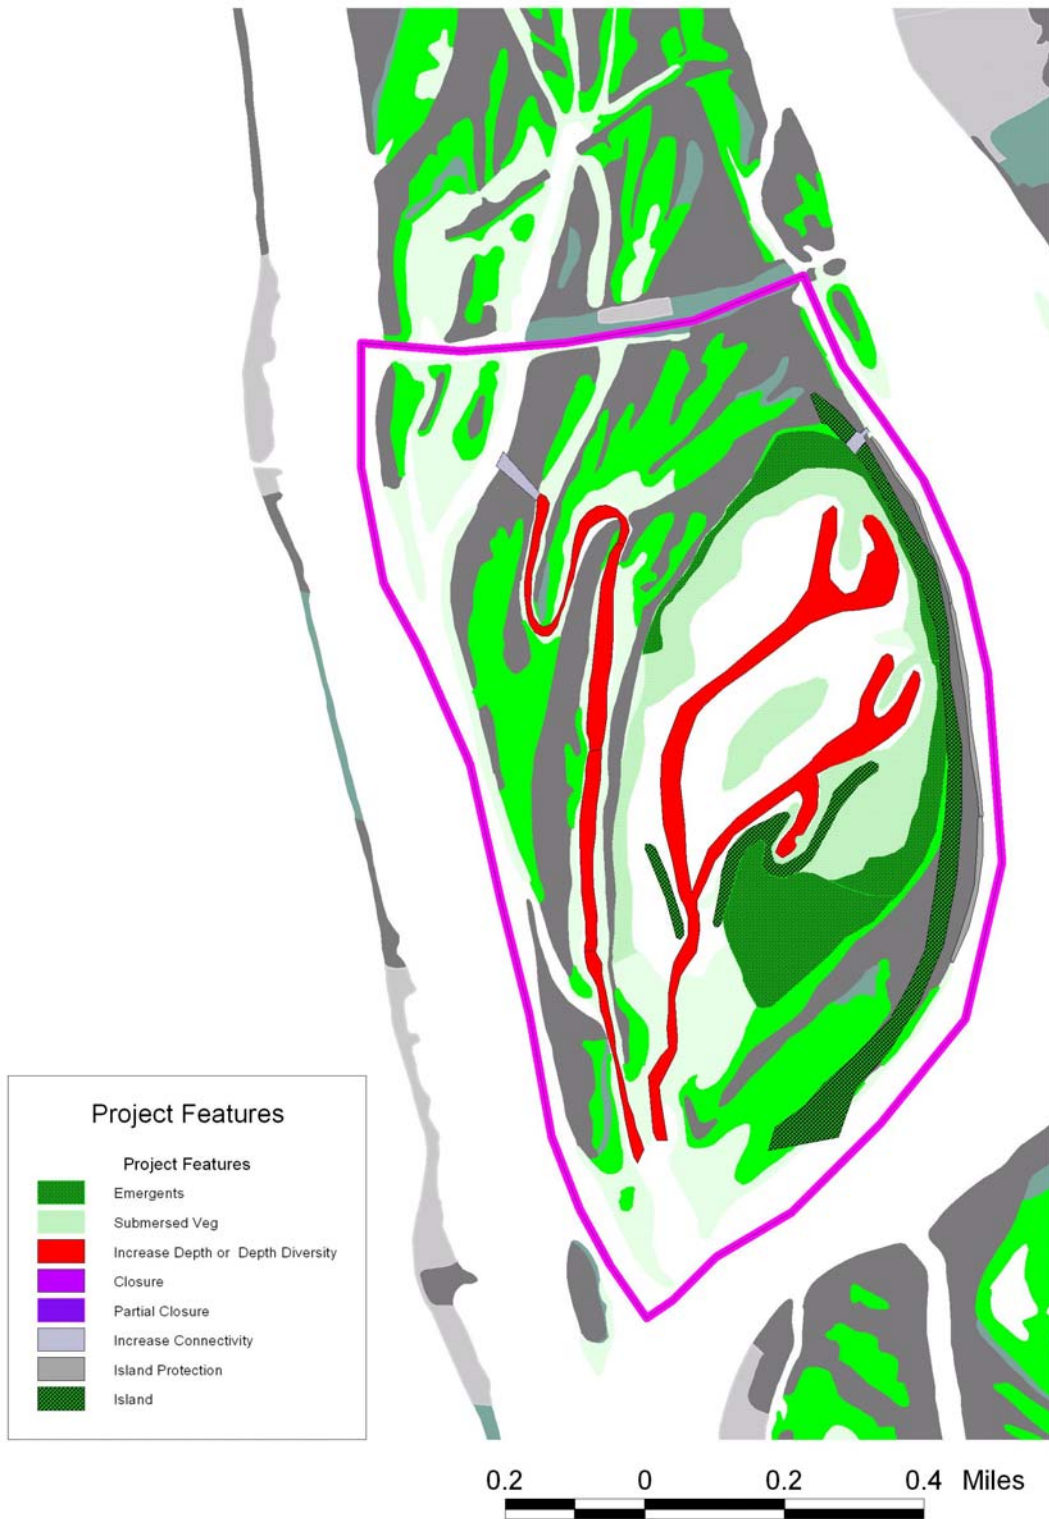 Project Features
Project Features
Emergents
Submersed Veg
Increase Depth or Depth Diversity
Closure
Partial Closure
Increase Connectivity
Island Protection
Island
0.2 0 0.2 0.4 Miles